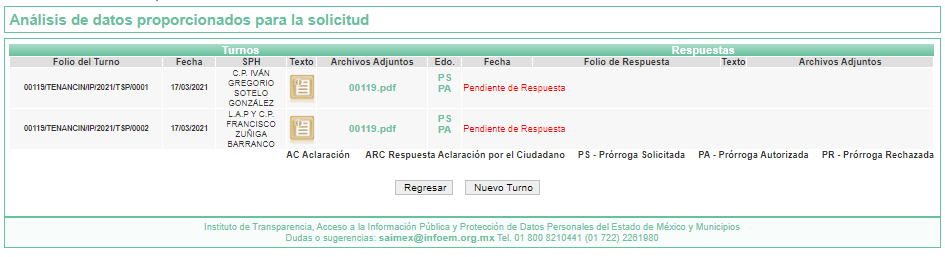 Análisis de datos proporcionados para la solicitud
Turnos Respuestas
Folio del Turno Fecha SPH Texto Archivos Adjuntos Edo. Fecha Folio de Respuesta Texto Archivos Adjuntos
00119/TENANCIN/IP/2021/TSP/0001 17/03/2021 C.P. IVÁN GREGORIO SOTELO GONZÁLEZ 00119.pdf PS PA Pendiente de Respuesta
00119/TENANCIN/IP/2021/TSP/0002 17/03/2021 L.A.P Y C.P. FRANCISCO ZUÑIGA BARRANCO 00119.pdf PS PA Pendiente de Respuesta
AC Aclaración ARC Respuesta Aclaración por el Ciudadano PS - Prórroga Solicitada PA - Prórroga Autorizada PR - Prórroga Rechazada
Regresar Nuevo Turno
Instituto de Transparencia, Acceso a la Información Pública y Protección de Datos Personales del Estado de México y Municipios
Dudas o sugerencias: saimex@infoem.org.mx Tel. 01 800 8210441 (01 722) 2261980